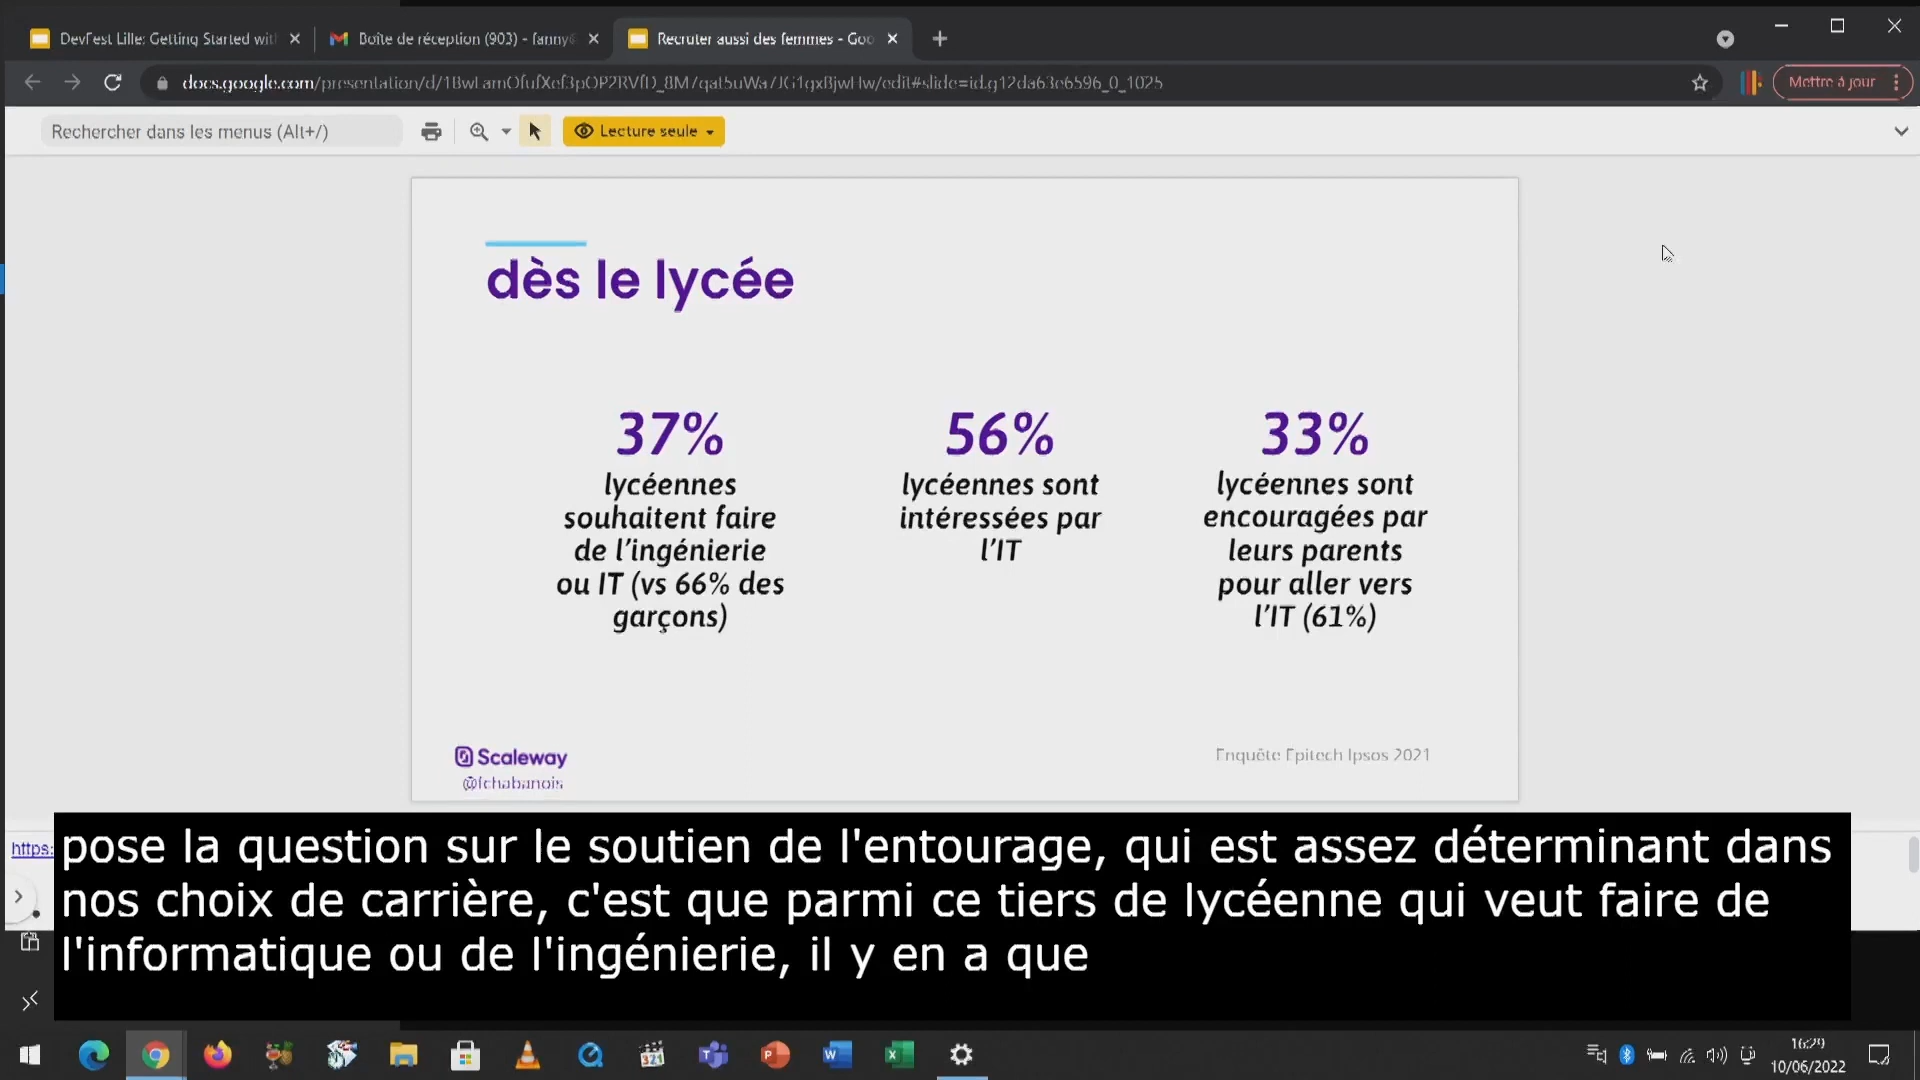 DevFest Lille: Getting Started wit
Boîte de réception (903) - fanny
Recruter aussi des femmes - Goo
docs.google.com/presentation/d/
Mettre à jour
Rechercher dans les menus (Alt+/)
Lecture seule
dès le lycée
37%
lycéennes
souhaitent faire
de l'ingénierie
ou IT (vs 66% des
garçons)
56%
lycéennes sont
intéressées par
l'IT
33%
lycéennes sont
encouragées par
leurs parents
pour aller vers
l'IT (61%)
Scaleway
@fchabanois
Enquête Epitech Ipsos 2021
https:
pose la question sur le soutien de l'entourage, qui est assez déterminant dans
nos choix de carrière, c'est que parmi ce tiers de lycéenne qui veut faire de
l'informatique ou de l'ingénierie, il y en a que
16:29
10/06/2022